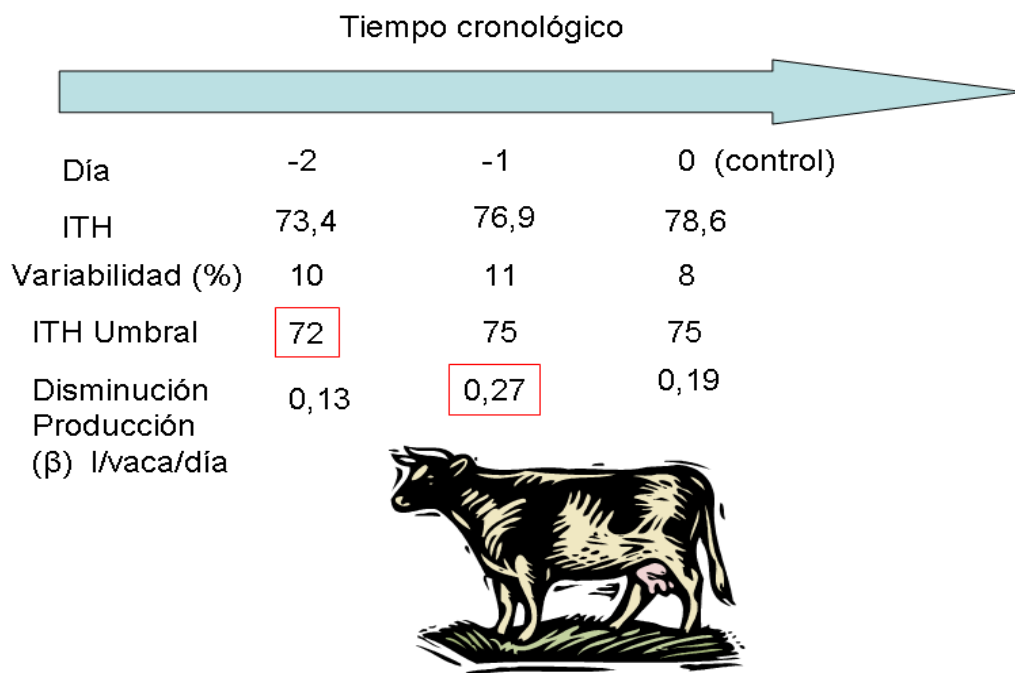 Tiempo cronológico
Día -2 -1 0 (control)
ITH 73,4 76,9 78,6
Variabilidad (%) 10 11 8
ITH Umbral 72 75 75
Disminución 0,13 0,27 0,19
Producción
(β) l/vaca/día